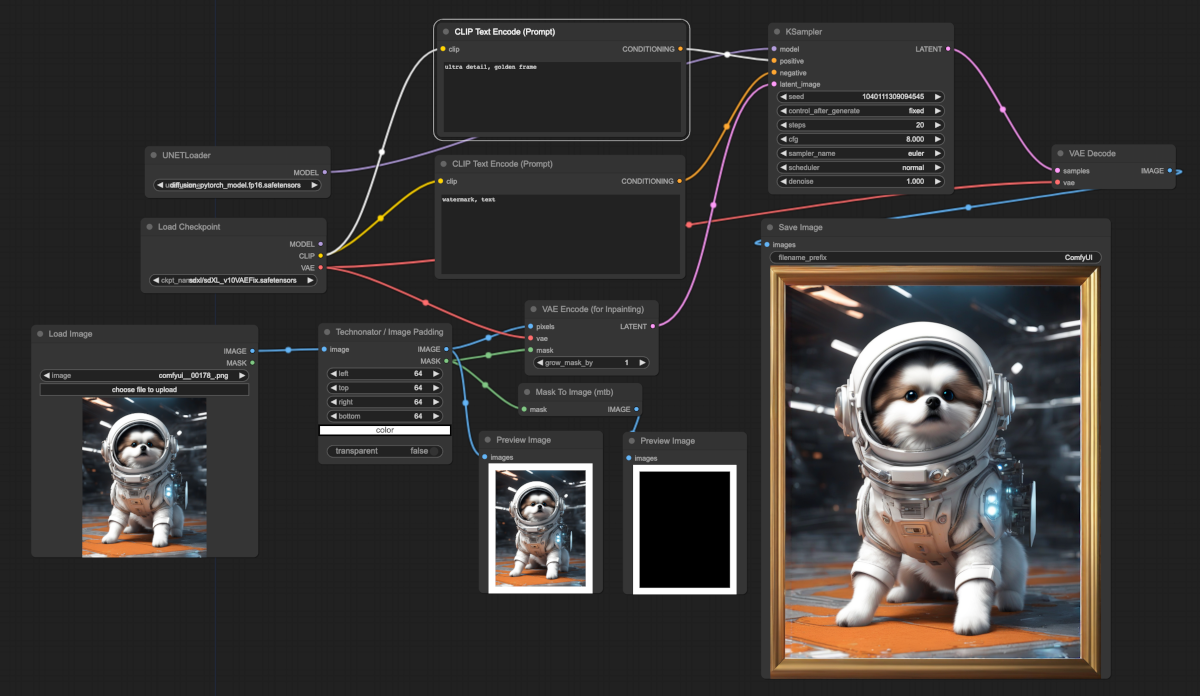 CLIP Text Encode (Prompt)
clip
CONDITIONING
ultra detail, golden frame
KSampler
model
LATENT
positive
negative
latent_image
seed
1040111309094545
control_after_generate
fixed
steps
20
cfg
8.000
sampler_name
euler
scheduler
normal
denoise
1.000
UNETLoader
MODEL
diffusion_pytorch_model.fp16.safetensors
CLIP Text Encode (Prompt)
clip
CONDITIONING
watermark, text
VAE Decode
samples
IMAGE
vae
Load Checkpoint
MODEL
CLIP
VAE
sdxl/sdXL_v10VAEFix.safetensors
Save Image
images
filename_prefix
ComfyUI
Load Image
IMAGE
MASK
image
comfyui__00178_.png
choose file to upload
Technonator / Image Padding
image
IMAGE
MASK
left
64
top
64
right
64
bottom
64
color
transparent
false
VAE Encode (for Inpainting)
pixels
LATENT
vae
mask
grow_mask_by
1
Mask To Image (mtb)
mask
IMAGE
Preview Image
images
Preview Image
images